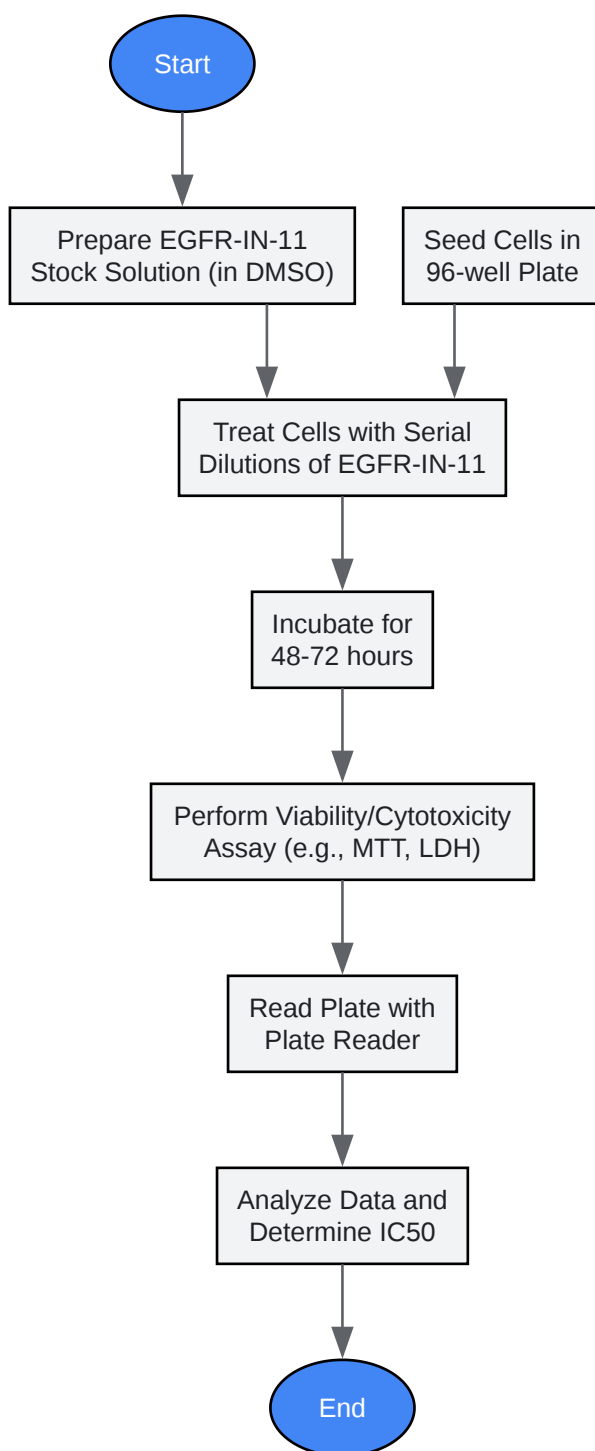 Start
Prepare EGFR-IN-11
Stock Solution (in DMSO)
Seed Cells in
96-well Plate
Treat Cells with Serial
Dilutions of EGFR-IN-11
Incubate for
48-72 hours
Perform Viability/Cytotoxicity
Assay (e.g., MTT, LDH)
Read Plate with
Plate Reader
Analyze Data and
Determine IC50
End